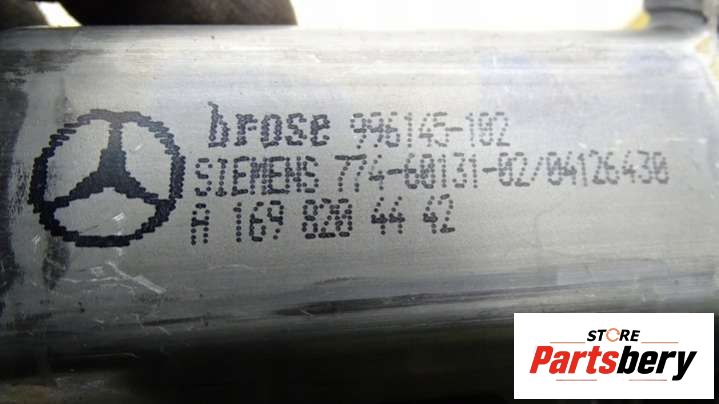 brose 996145-102
SIEMENS 774-60131-02/04126430
A 169 820 44 42
STORE
Partsbery